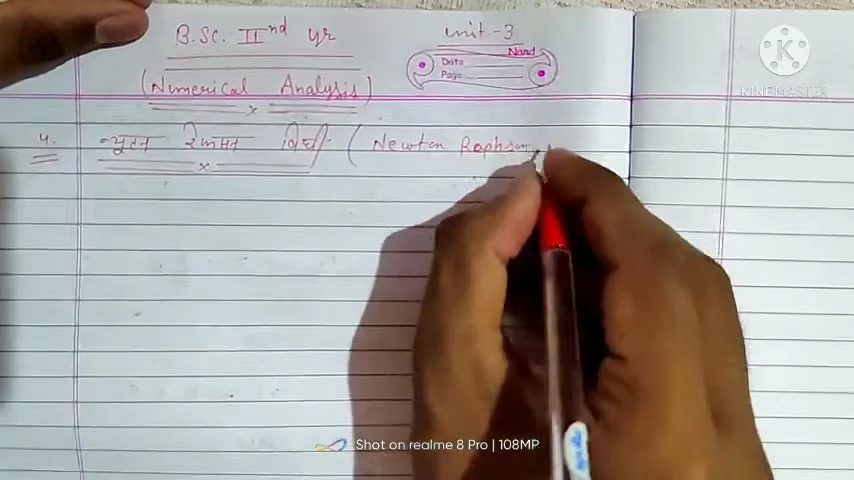 B.Sc. IInd yr
Unit-3
Nand
Date
Page
(Numerical Analysis)
KINEMASTER
4. न्यूतन रेफसन विधी (Newton Raphson
Shot on realme 8 Pro | 108MP